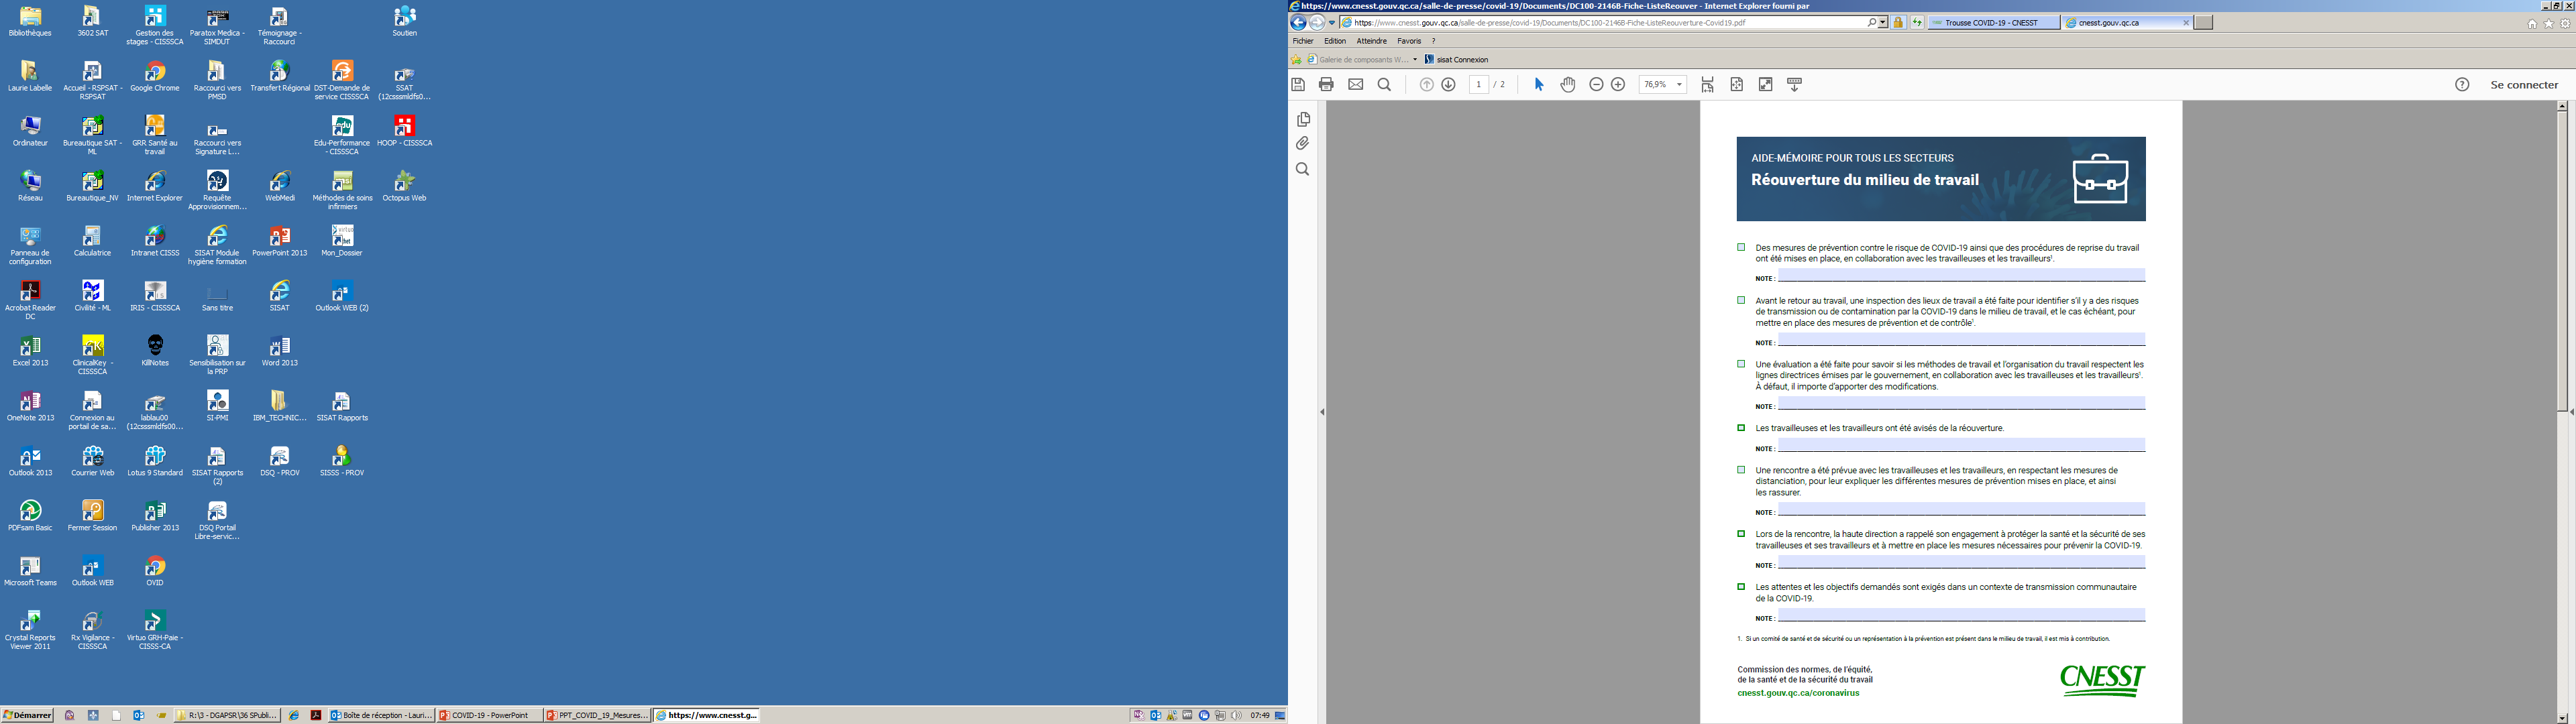 Bibliothèques
3602 SAT
Gestion des
stages - CISSSCA
Paratox Medica -
SIMDUT
Témoignage -
Raccourci
Soutien
Laurie Labelle
Accueil - RSPSAT -
RSPSAT
Google Chrome
Raccourci vers
PMSD
Transfert Régional
DST-Demande de
service CISSSCA
SSAT
(12csssmldfs0...
Ordinateur
Bureautique SAT -
ML
GRR Santé au
travail
Raccourci vers
Signature L...
Edu-Performance
- CISSSCA
HOOP - CISSSCA
Réseau
Bureautique_NV
Internet Explorer
Requête
Approvisionnem...
WebMedi
Méthodes de soins
infirmiers
Octopus Web
Panneau de
configuration
Calculatrice
Intranet CISSS
SISAT Module
hygiène formation
PowerPoint 2013
Mon_Dossier
Acrobat Reader
DC
Civilité - ML
IRIS - CISSSCA
Sans titre
SISAT
Outlook WEB (2)
Excel 2013
ClinicalKey -
CISSSCA
KillNotes
Sensibilisation sur
la PRP
Word 2013
OneNote 2013
Connexion au
portail de sa...
lablau00
(12csssmldfs00...
SI-PMI
IBM_TECHNIC...
SISAT Rapports
Outlook 2013
Courrier Web
Lotus 9 Standard
SISAT Rapports
(2)
DSQ - PROV
SISSS - PROV
PDFsam Basic
Fermer Session
Publisher 2013
DSQ Portail
Libre-servic...
Microsoft Teams
Outlook WEB
OVID
Crystal Reports
Viewer 2011
Rx Vigilance -
CISSSCA
Virtuo GRH-Paie -
CISSS-CA
Démarrer
R:\3 - DGAPSR\36 SPubli...
Boîte de réception - Lauri...
COVID-19 - PowerPoint
PPT_COVID_19_Mesures...
https://www.cnesst.g...
07:49
https://www.cnesst.gouv.qc.ca/salle-de-presse/covid-19/Documents/DC100-2146B-Fiche-ListeReouver - Internet Explorer fourni par
https://www.cnesst.gouv.qc.ca/salle-de-presse/covid-19/Documents/DC100-2146B-Fiche-ListeReouverture-Covid19.pdf
Trousse COVID-19 - CNESST
cnesst.gouv.qc.ca
Fichier Edition Atteindre Favoris ?
Galerie de composants W...
sisat Connexion
1 / 2
76,9%
Se connecter
AIDE-MÉMOIRE POUR TOUS LES SECTEURS
Réouverture du milieu de travail
Des mesures de prévention contre le risque de COVID-19 ainsi que des procédures de reprise du travail
ont été mises en place, en collaboration avec les travailleuses et les travailleurs¹.
NOTE :
Avant le retour au travail, une inspection des lieux de travail a été faite pour identifier s'il y a des risques
de transmission ou de contamination par la COVID-19 dans le milieu de travail, et le cas échéant, pour
mettre en place des mesures de prévention et de contrôle¹.
NOTE :
Une évaluation a été faite pour savoir si les méthodes de travail et l'organisation du travail respectent les
lignes directrices émises par le gouvernement, en collaboration avec les travailleuses et les travailleurs¹.
À défaut, il importe d'apporter des modifications.
NOTE :
Les travailleuses et les travailleurs ont été avisés de la réouverture.
NOTE :
Une rencontre a été prévue avec les travailleuses et les travailleurs, en respectant les mesures de
distanciation, pour leur expliquer les différentes mesures de prévention mises en place, et ainsi
les rassurer.
NOTE :
Lors de la rencontre, la haute direction a rappelé son engagement à protéger la santé et la sécurité de ses
travailleuses et ses travailleurs et à mettre en place les mesures nécessaires pour prévenir la COVID-19.
NOTE :
Les attentes et les objectifs demandés sont exigés dans un contexte de transmission communautaire
de la COVID-19.
NOTE :
1. Si un comité de santé et de sécurité ou un représentation à la prévention est présent dans le milieu de travail, il est mis à contribution.
Commission des normes, de l'équité,
de la santé et de la sécurité du travail
cnesst.gouv.qc.ca/coronavirus
CNESST